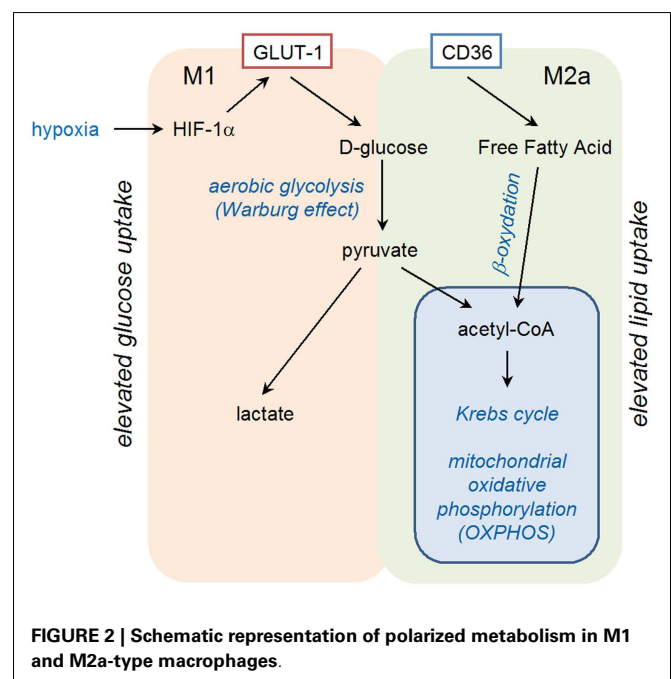 GLUT-1
CD36
M1
M2a
hypoxia
HIF-1α
D-glucose
Free Fatty Acid
aerobic glycolysis
(Warburg effect)
β-oxydation
elevated glucose uptake
elevated lipid uptake
pyruvate
acetyl-CoA
lactate
Krebs cycle
mitochondrial
oxidative
phosphorylation
(OXPHOS)
FIGURE 2 | Schematic representation of polarized metabolism in M1
and M2a-type macrophages.